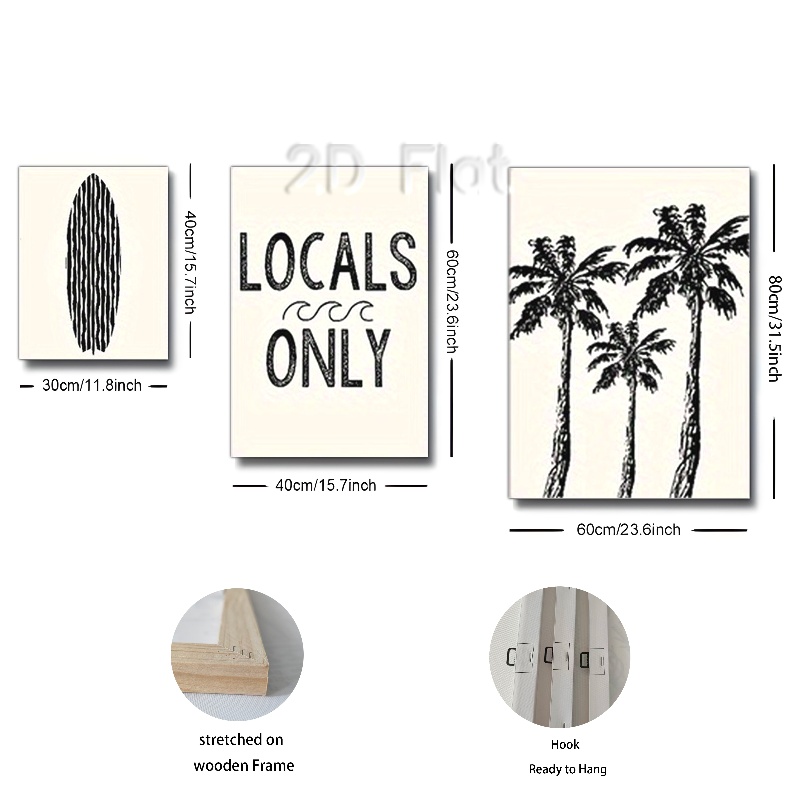 2D Flat
40cm/15.7inch
30cm/11.8inch
LOCALS
ONLY
60cm/23.6inch
40cm/15.7inch
80cm/31.5inch
60cm/23.6inch
stretched on
wooden Frame
Hook
Ready to Hang